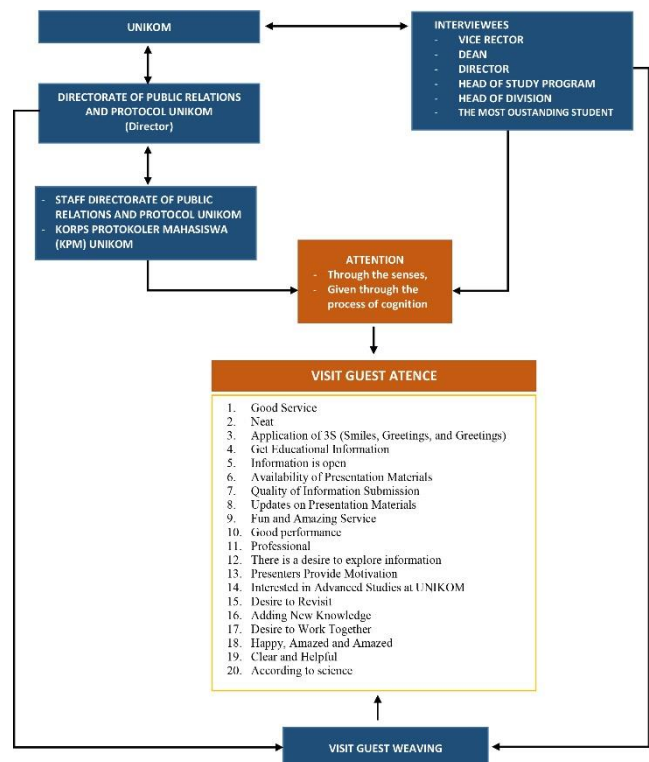 UNIKOM
INTERVIEWEES
- VICE RECTOR
- DEAN
- DIRECTOR
- HEAD OF STUDY PROGRAM
- HEAD OF DIVISION
- THE MOST OUSTANDING STUDENT
DIRECTORATE OF PUBLIC RELATIONS
AND PROTOCOL UNIKOM
(Director)
- STAFF DIRECTORATE OF PUBLIC
RELATIONS AND PROTOCOL UNIKOM
- KORPS PROTOKOLER MAHASISWA
(KPM) UNIKOM
ATTENTION
- Through the senses,
- Given through the
process of cognition
VISIT GUEST ATENCE
1. Good Service
2. Neat
3. Application of 3S (Smiles, Greetings, and Greetings)
4. Get Educational Information
5. Information is open
6. Availability of Presentation Materials
7. Quality of Information Submission
8. Updates on Presentation Materials
9. Fun and Amazing Service
10. Good performance
11. Professional
12. There is a desire to explore information
13. Presenters Provide Motivation
14. Interested in Advanced Studies at UNIKOM
15. Desire to Revisit
16. Adding New Knowledge
17. Desire to Work Together
18. Happy, Amazed and Amazed
19. Clear and Helpful
20. According to science
VISIT GUEST WEAVING